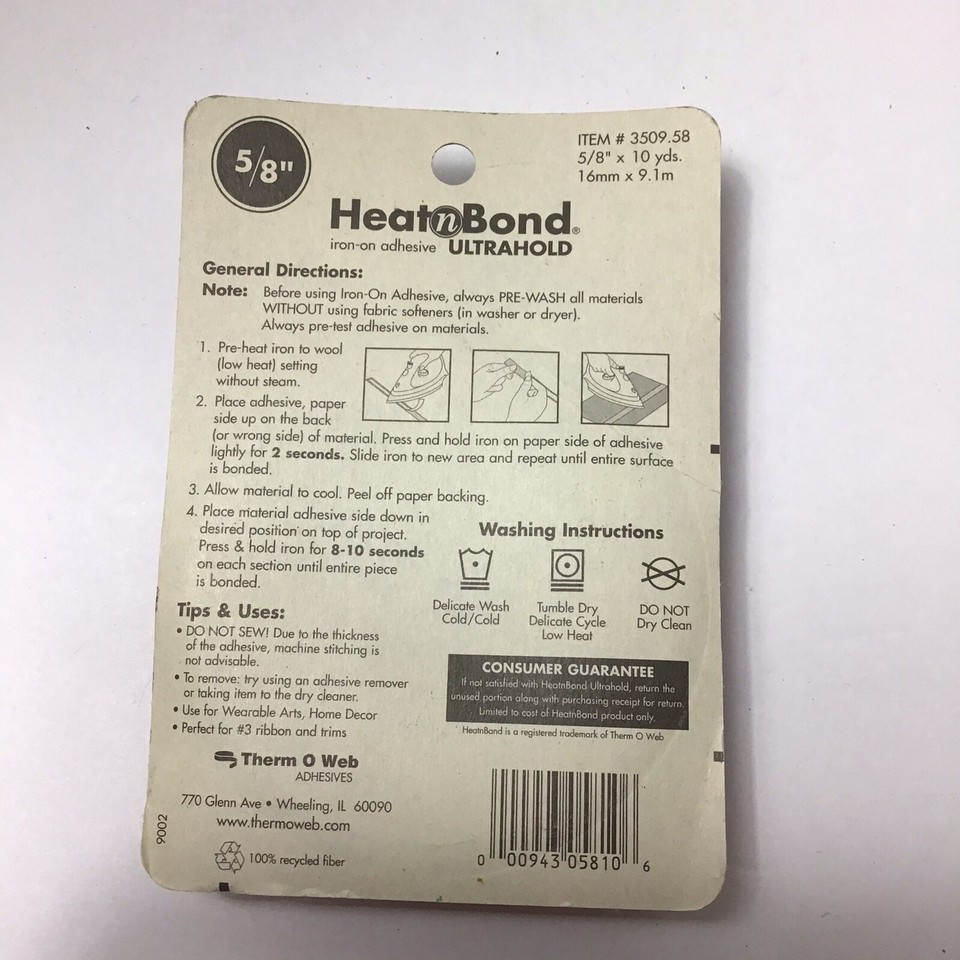 5/8"
ITEM # 3509.58
5/8" x 10 yds.
16mm x 9.1m
HeatnBond®
iron-on adhesive ULTRAHOLD
General Directions:
Note: Before using Iron-On Adhesive, always PRE-WASH all materials
WITHOUT using fabric softeners (in washer or dryer).
Always pre-test adhesive on materials.
1. Pre-heat iron to wool
(low heat) setting
without steam.
2. Place adhesive, paper
side up on the back
(or wrong side) of material. Press and hold iron on paper side of adhesive
lightly for 2 seconds. Slide iron to new area and repeat until entire surface
is bonded.
3. Allow material to cool. Peel off paper backing.
4. Place material adhesive side down in
desired position on top of project.
Press & hold iron for 8-10 seconds
on each section until entire piece
is bonded.
Washing Instructions
Delicate Wash
Cold/Cold
Tumble Dry
Delicate Cycle
Low Heat
DO NOT
Dry Clean
Tips & Uses:
• DO NOT SEW! Due to the thickness
of the adhesive, machine stitching is
not advisable.
• To remove: try using an adhesive remover
or taking item to the dry cleaner.
• Use for Wearable Arts, Home Decor
• Perfect for #3 ribbon and trims
CONSUMER GUARANTEE
If not satisfied with HeatnBond Ultrahold, return the
unused portion along with purchasing receipt for return.
Limited to cost of HeatnBond product only.
HeatnBond is a registered trademark of Therm O Web
Therm O Web
ADHESIVES
770 Glenn Ave • Wheeling, IL 60090
www.thermoweb.com
100% recycled fiber
9002
0 00943 05810 6